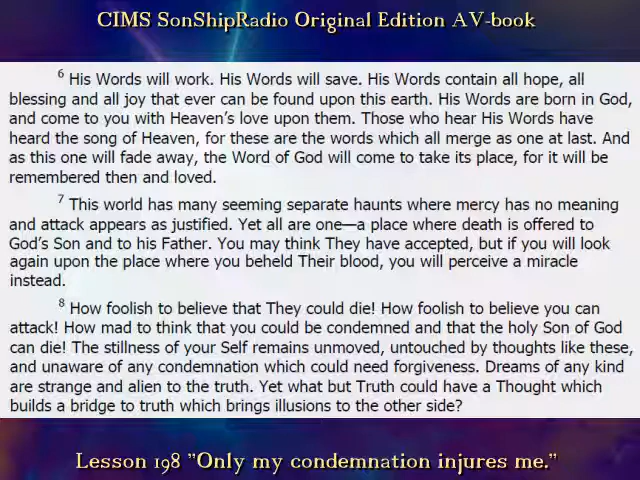 CIMS SonShipRadio Original Edition AV-book
6 His Words will work. His Words will save. His Words contain all hope, all
blessing and all joy that ever can be found upon this earth. His Words are born in God,
and come to you with Heaven's love upon them. Those who hear His Words have
heard the song of Heaven, for these are the words which all merge as one at last. And
as this one will fade away, the Word of God will come to take its place, for it will be
remembered then and loved.
7 This world has many seeming separate haunts where mercy has no meaning
and attack appears as justified. Yet all are one—a place where death is offered to
God's Son and to his Father. You may think They have accepted, but if you will look
again upon the place where you beheld Their blood, you will perceive a miracle
instead.
8 How foolish to believe that They could die! How foolish to believe you can
attack! How mad to think that you could be condemned and that the holy Son of God
can die! The stillness of your Self remains unmoved, untouched by thoughts like these,
and unaware of any condemnation which could need forgiveness. Dreams of any kind
are strange and alien to the truth. Yet what but Truth could have a Thought which
builds a bridge to truth which brings illusions to the other side?
Lesson 198 "Only my condemnation injures me."